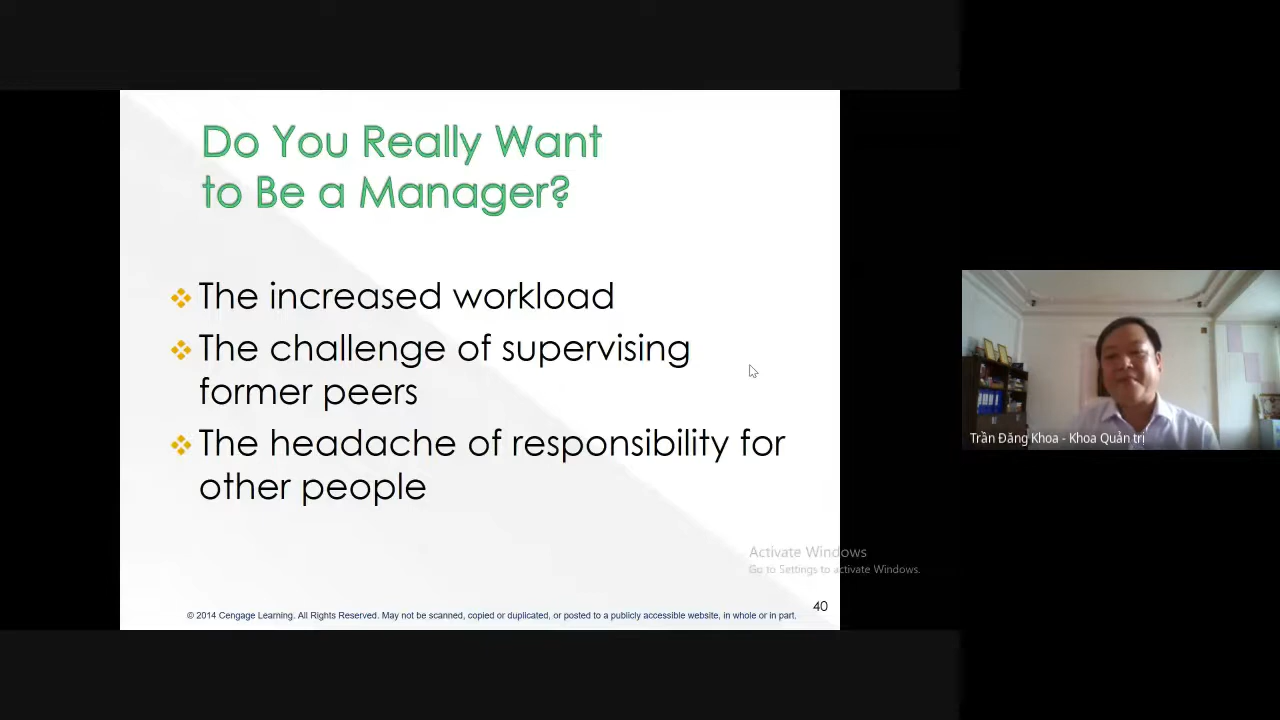 Do You Really Want
to Be a Manager?
The increased workload
The challenge of supervising
former peers
The headache of responsibility for
other people
Activate Windows
Go to Settings to activate Windows.
© 2014 Cengage Learning. All Rights Reserved. May not be scanned, copied or duplicated, or posted to a publicly accessible website, in whole or in part.
40
Trần Đăng Khoa - Khoa Quản trị